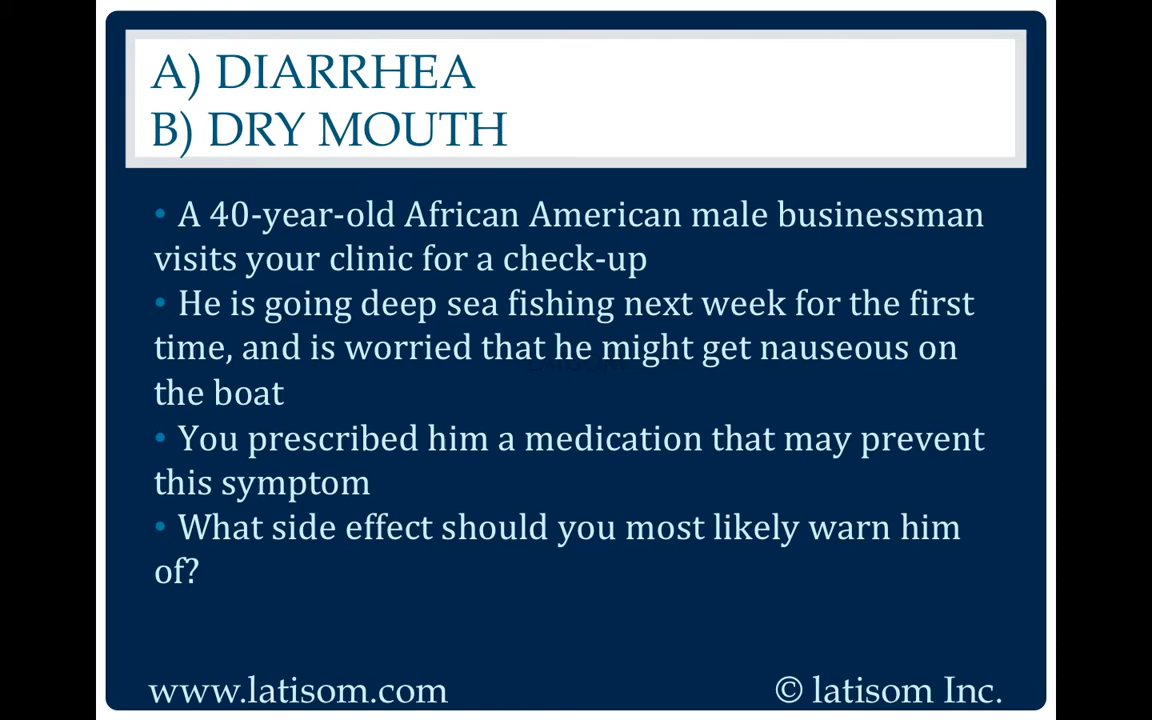 A) DIARRHEA
B) DRY MOUTH
• A 40-year-old African American male businessman
visits your clinic for a check-up
• He is going deep sea fishing next week for the first
time, and is worried that he might get nauseous on
the boat
• You prescribed him a medication that may prevent
this symptom
• What side effect should you most likely warn him
of?
www.latisom.com
© latisom Inc.